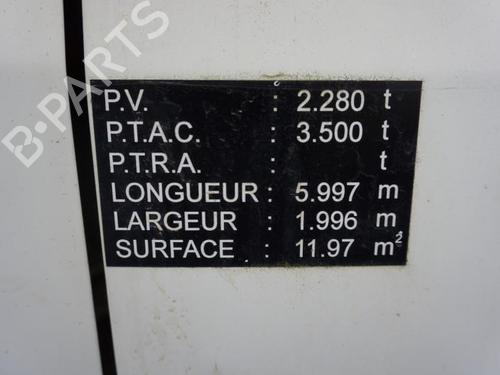 B-PARTS
P.V. : 2.280 t
P.T.A.C. : 3.500 t
P.T.R.A. : t
LONGUEUR : 5.997 m
LARGEUR : 1.996 m
SURFACE : 11.97 m²